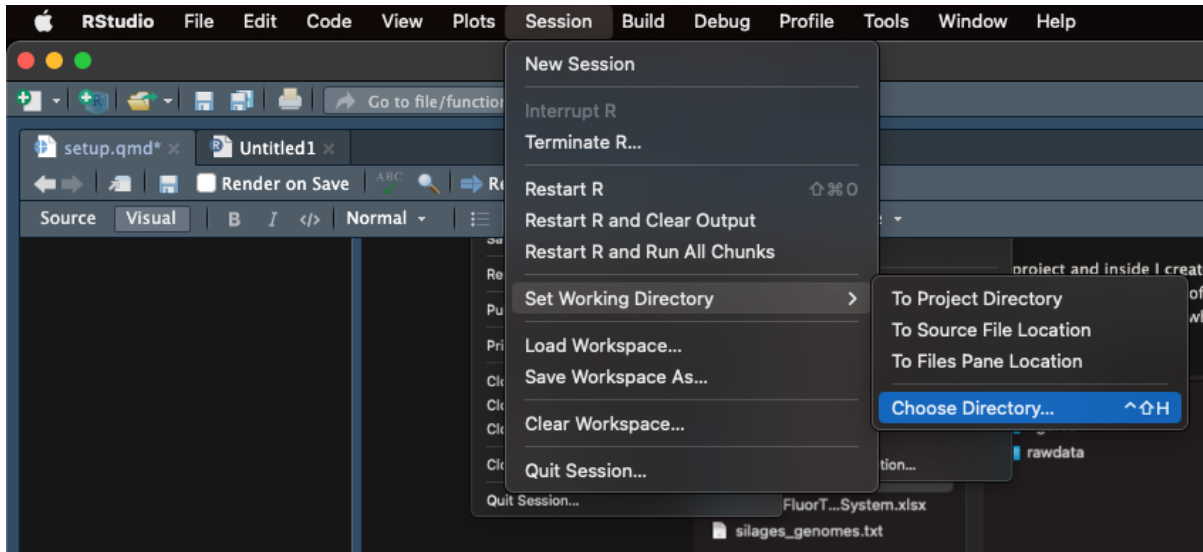 RStudio File Edit Code View Plots Session Build Debug Profile Tools Window Help
New Session
Go to file/function
Interrupt R
setup.qmd* × Untitled1 ×
Terminate R...
Render on Save ABC
Restart R ⇧⌘0
Source Visual B I </> Normal
Restart R and Clear Output
Restart R and Run All Chunks
project and inside I creat
Set Working Directory >
To Project Directory
To Source File Location
To Files Pane Location
Load Workspace...
Save Workspace As...
Choose Directory... ^⇧H
Clear Workspace...
rawdata
Quit Session...
tion...
Quit Session...
FluorT...System.xlsx
silages_genomes.txt